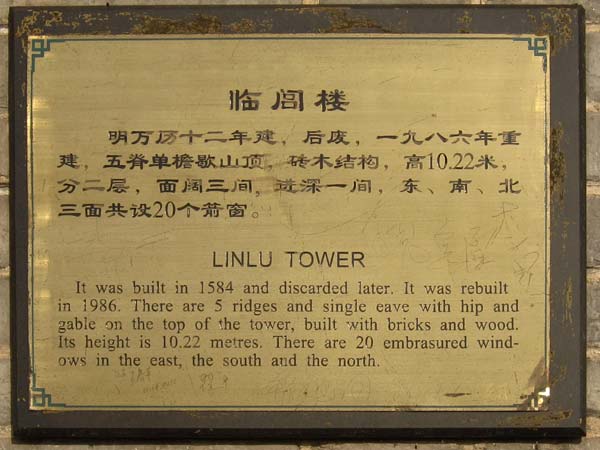 临闾楼
明万历十二年建，后废，一九八六年重
建，五脊单檐歇山顶，砖木结构，高10.22米，
分二层，面阔三间，进深一间，东、南、北
三面共设20个箭窗。
LINLU TOWER
It was built in 1584 and discarded later. It was rebuilt
in 1986. There are 5 ridges and single eave with hip and
gable on the top of the tower, built with bricks and wood.
Its height is 10.22 metres. There are 20 embrasured wind-
ows in the east, the south and the north.